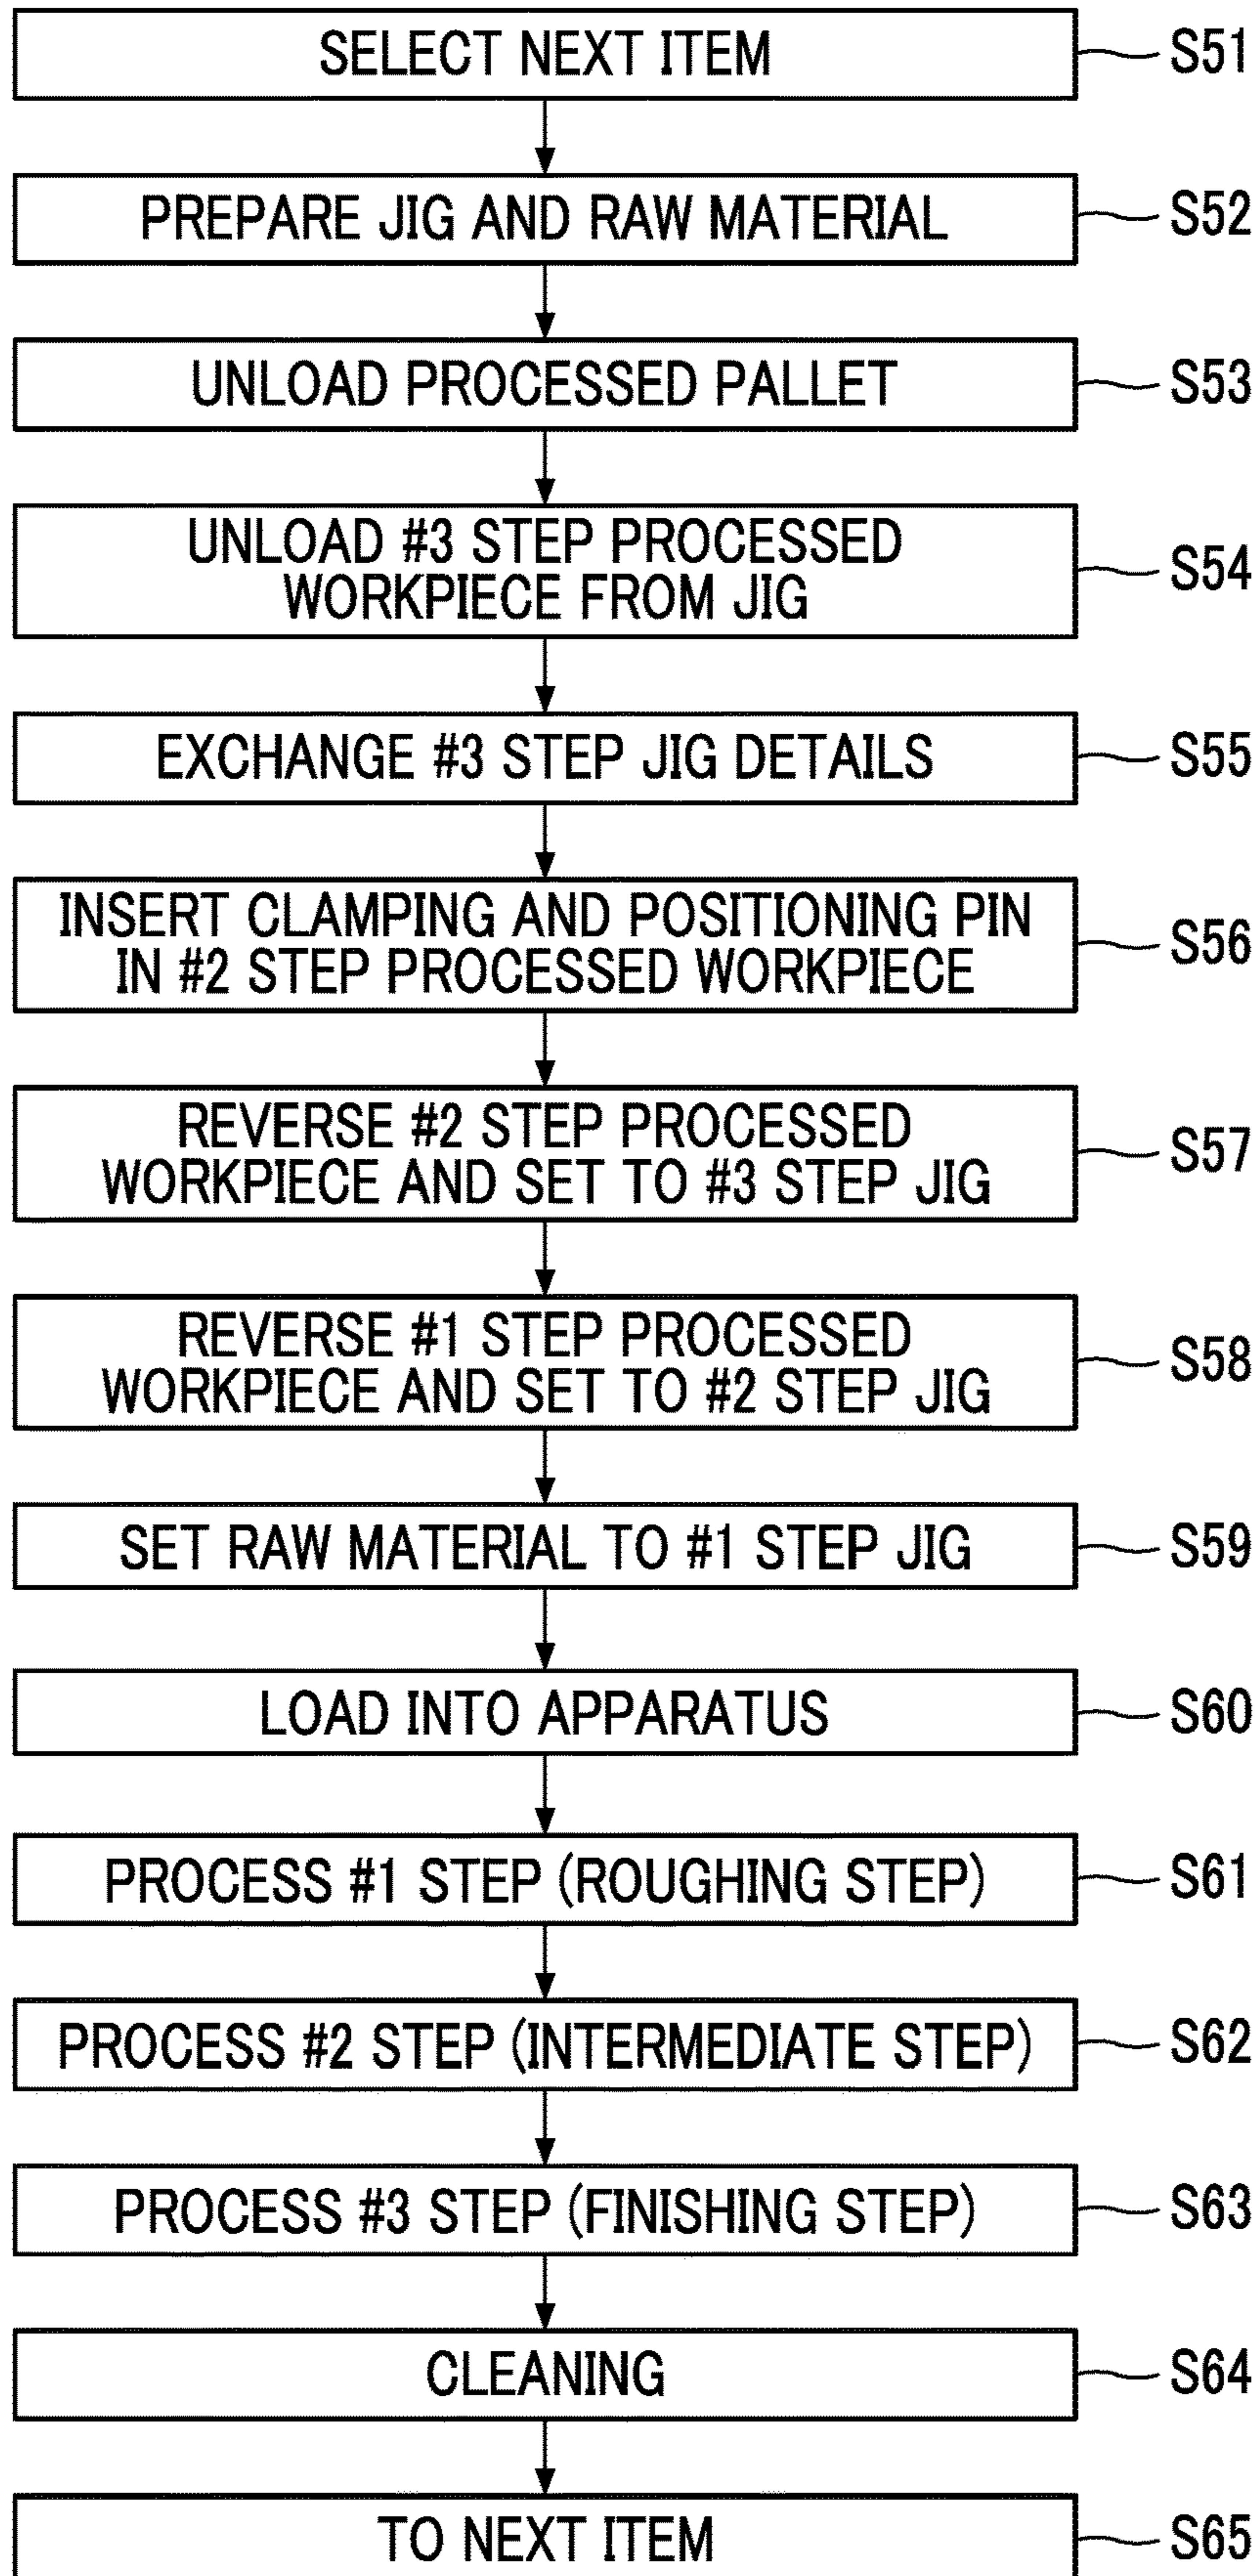 SELECT NEXT ITEM
S51
PREPARE JIG AND RAW MATERIAL
S52
UNLOAD PROCESSED PALLET
S53
UNLOAD #3 STEP PROCESSED
WORKPIECE FROM JIG
S54
EXCHANGE #3 STEP JIG DETAILS
S55
INSERT CLAMPING AND POSITIONING PIN
IN #2 STEP PROCESSED WORKPIECE
S56
REVERSE #2 STEP PROCESSED
WORKPIECE AND SET TO #3 STEP JIG
S57
REVERSE #1 STEP PROCESSED
WORKPIECE AND SET TO #2 STEP JIG
S58
SET RAW MATERIAL TO #1 STEP JIG
S59
LOAD INTO APPARATUS
S60
PROCESS #1 STEP (ROUGHING STEP)
S61
PROCESS #2 STEP (INTERMEDIATE STEP)
S62
PROCESS #3 STEP (FINISHING STEP)
S63
CLEANING
S64
TO NEXT ITEM
S65